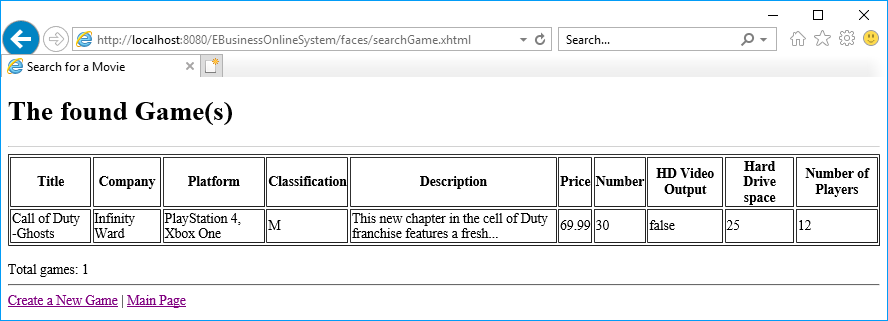 http://localhost:8080/EBusinessOnlineSystem/faces/searchGame.xhtml
Search...
Search for a Movie
The found Game(s)
Title Company Platform Classification Description Price Number HD Video Output Hard Drive space Number of Players
Call of Duty -Ghosts Infinity Ward PlayStation 4, Xbox One M This new chapter in the cell of Duty franchise features a fresh... 69.99 30 false 25 12
Total games: 1
Create a New Game | Main Page